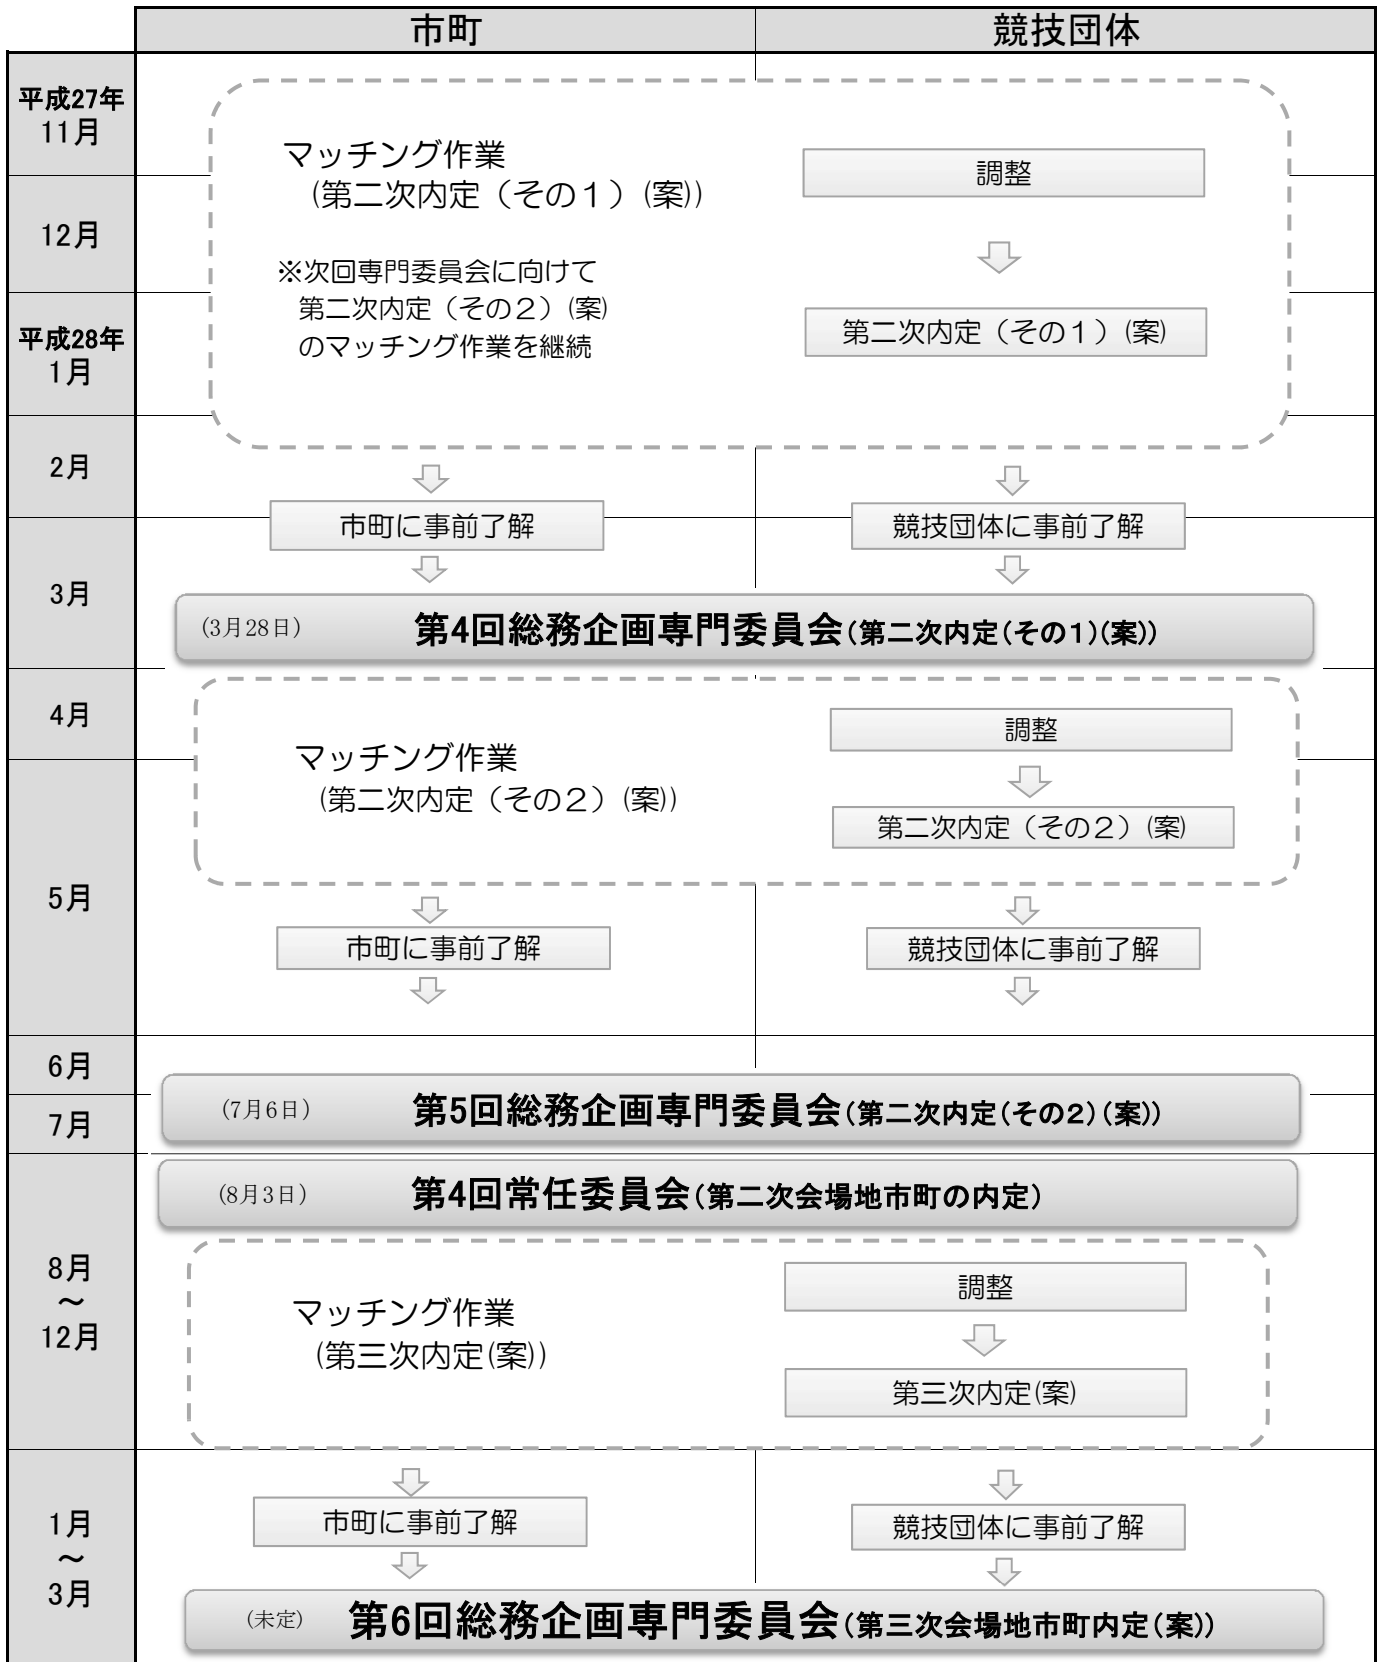 市町
競技団体
平成27年
11月
マッチング作業
(第二次内定（その１）(案))
調整
12月
※次回専門委員会に向けて
第二次内定（その２）(案)
のマッチング作業を継続
第二次内定（その１）(案)
平成28年
1月
2月
市町に事前了解
競技団体に事前了解
3月
(3月28日)
第4回総務企画専門委員会(第二次内定(その1)(案))
4月
マッチング作業
(第二次内定（その２）(案))
調整
第二次内定（その２）(案)
5月
市町に事前了解
競技団体に事前了解
6月
(7月6日)
第5回総務企画専門委員会(第二次内定(その2)(案))
7月
(8月3日)
第4回常任委員会(第二次会場地市町の内定)
8月
～
12月
マッチング作業
(第三次内定(案))
調整
第三次内定(案)
1月
～
3月
市町に事前了解
競技団体に事前了解
(未定)
第6回総務企画専門委員会(第三次会場地市町内定(案))